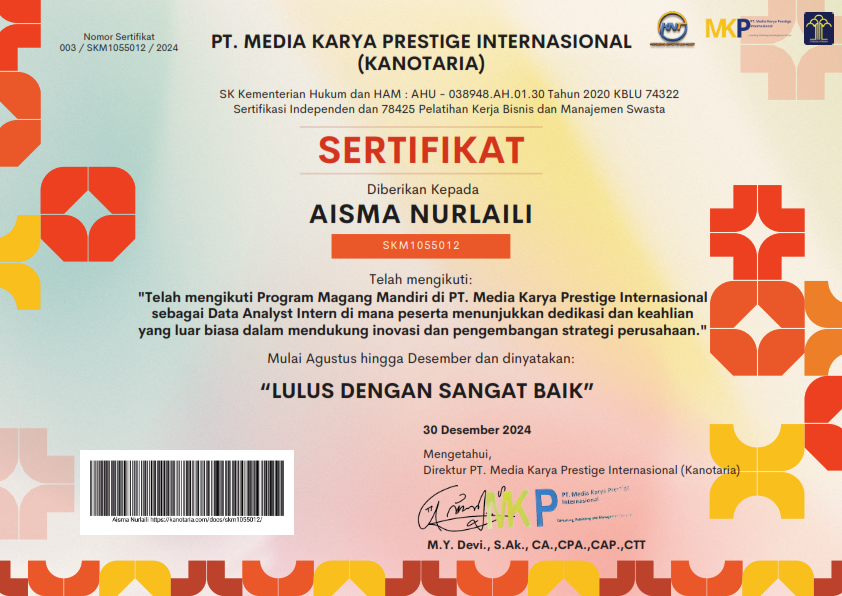 Nomor Sertifikat
003 / SKM1055012 / 2024
PT. MEDIA KARYA PRESTIGE INTERNASIONAL
(KANOTARIA)
MKP
PT. Media Karya Prestige
Internasional
SK Kementerian Hukum dan HAM : AHU - 038948.AH.01.30 Tahun 2020 KBLU 74322
Sertifikasi Independen dan 78425 Pelatihan Kerja Bisnis dan Manajemen Swasta
SERTIFIKAT
Diberikan Kepada
AISMA NURLAILI
SKM1055012
Telah mengikuti:
"Telah mengikuti Program Magang Mandiri di PT. Media Karya Prestige Internasional
sebagai Data Analyst Intern di mana peserta menunjukkan dedikasi dan keahlian
yang luar biasa dalam mendukung inovasi dan pengembangan strategi perusahaan."
Mulai Agustus hingga Desember dan dinyatakan:
“LULUS DENGAN SANGAT BAIK”
30 Desember 2024
Mengetahui,
Direktur PT. Media Karya Prestige Internasional (Kanotaria)
MKP
PT. Media Karya Prestige
Internasional
M.Y. Devi., S.Ak., CA.,CPA.,CAP.,CTT
Aisma Nurlaili https://kanotaria.com/docs/skm1055012/